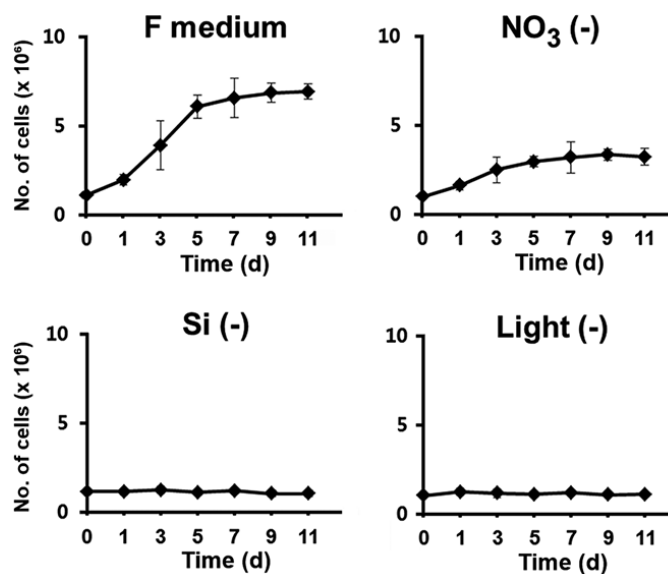 F medium
10
5
0
No. of cells (x 10⁶)
0 1 3 5 7 9 11
Time (d)
NO₃ (-)
10
5
0
0 1 3 5 7 9 11
Time (d)
Si (-)
10
5
0
No. of cells (x 10⁶)
0 1 3 5 7 9 11
Time (d)
Light (-)
10
5
0
0 1 3 5 7 9 11
Time (d)